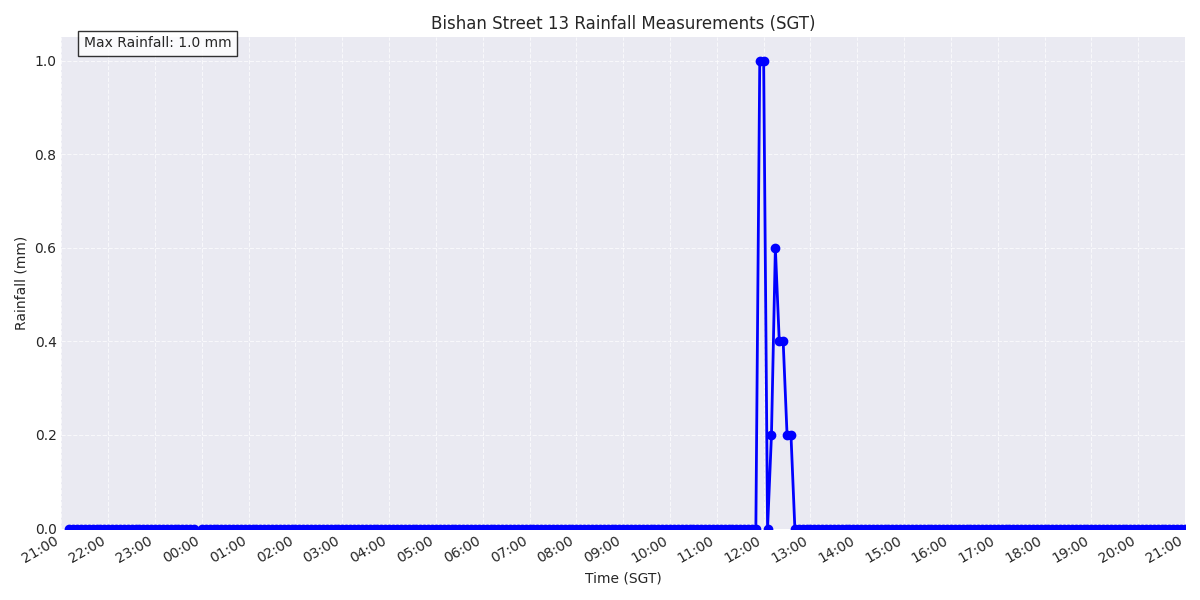 Bishan Street 13 Rainfall Measurements (SGT)
Max Rainfall: 1.0 mm
1.0
0.8
0.6
0.4
0.2
0.0
Rainfall (mm)
21:00 22:00 23:00 00:00 01:00 02:00 03:00 04:00 05:00 06:00 07:00 08:00 09:00 10:00 11:00 12:00 13:00 14:00 15:00 16:00 17:00 18:00 19:00 20:00 21:00
Time (SGT)